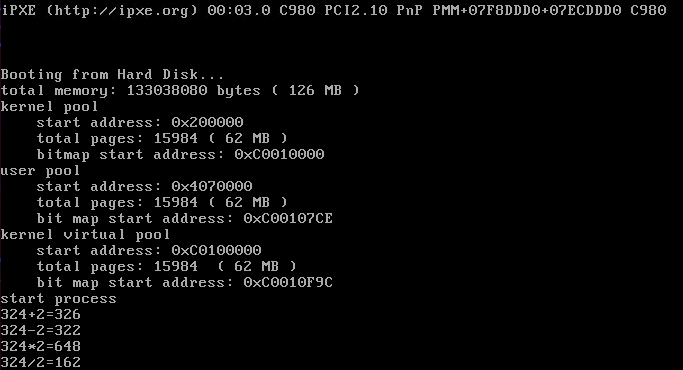 iPXE (http://ipxe.org) 00:03.0 C980 PCI2.10 PnP PMM+07F8DDD0+07ECDDD0 C980
Booting from Hard Disk...
total memory: 133038080 bytes ( 126 MB )
kernel pool
start address: 0x200000
total pages: 15984 ( 62 MB )
bitmap start address: 0xC0010000
user pool
start address: 0x4070000
total pages: 15984 ( 62 MB )
bit map start address: 0xC00107CE
kernel virtual pool
start address: 0xC0100000
total pages: 15984  ( 62 MB )
bit map start address: 0xC0010F9C
start process
324+2=326
324-2=322
324*2=648
324/2=162